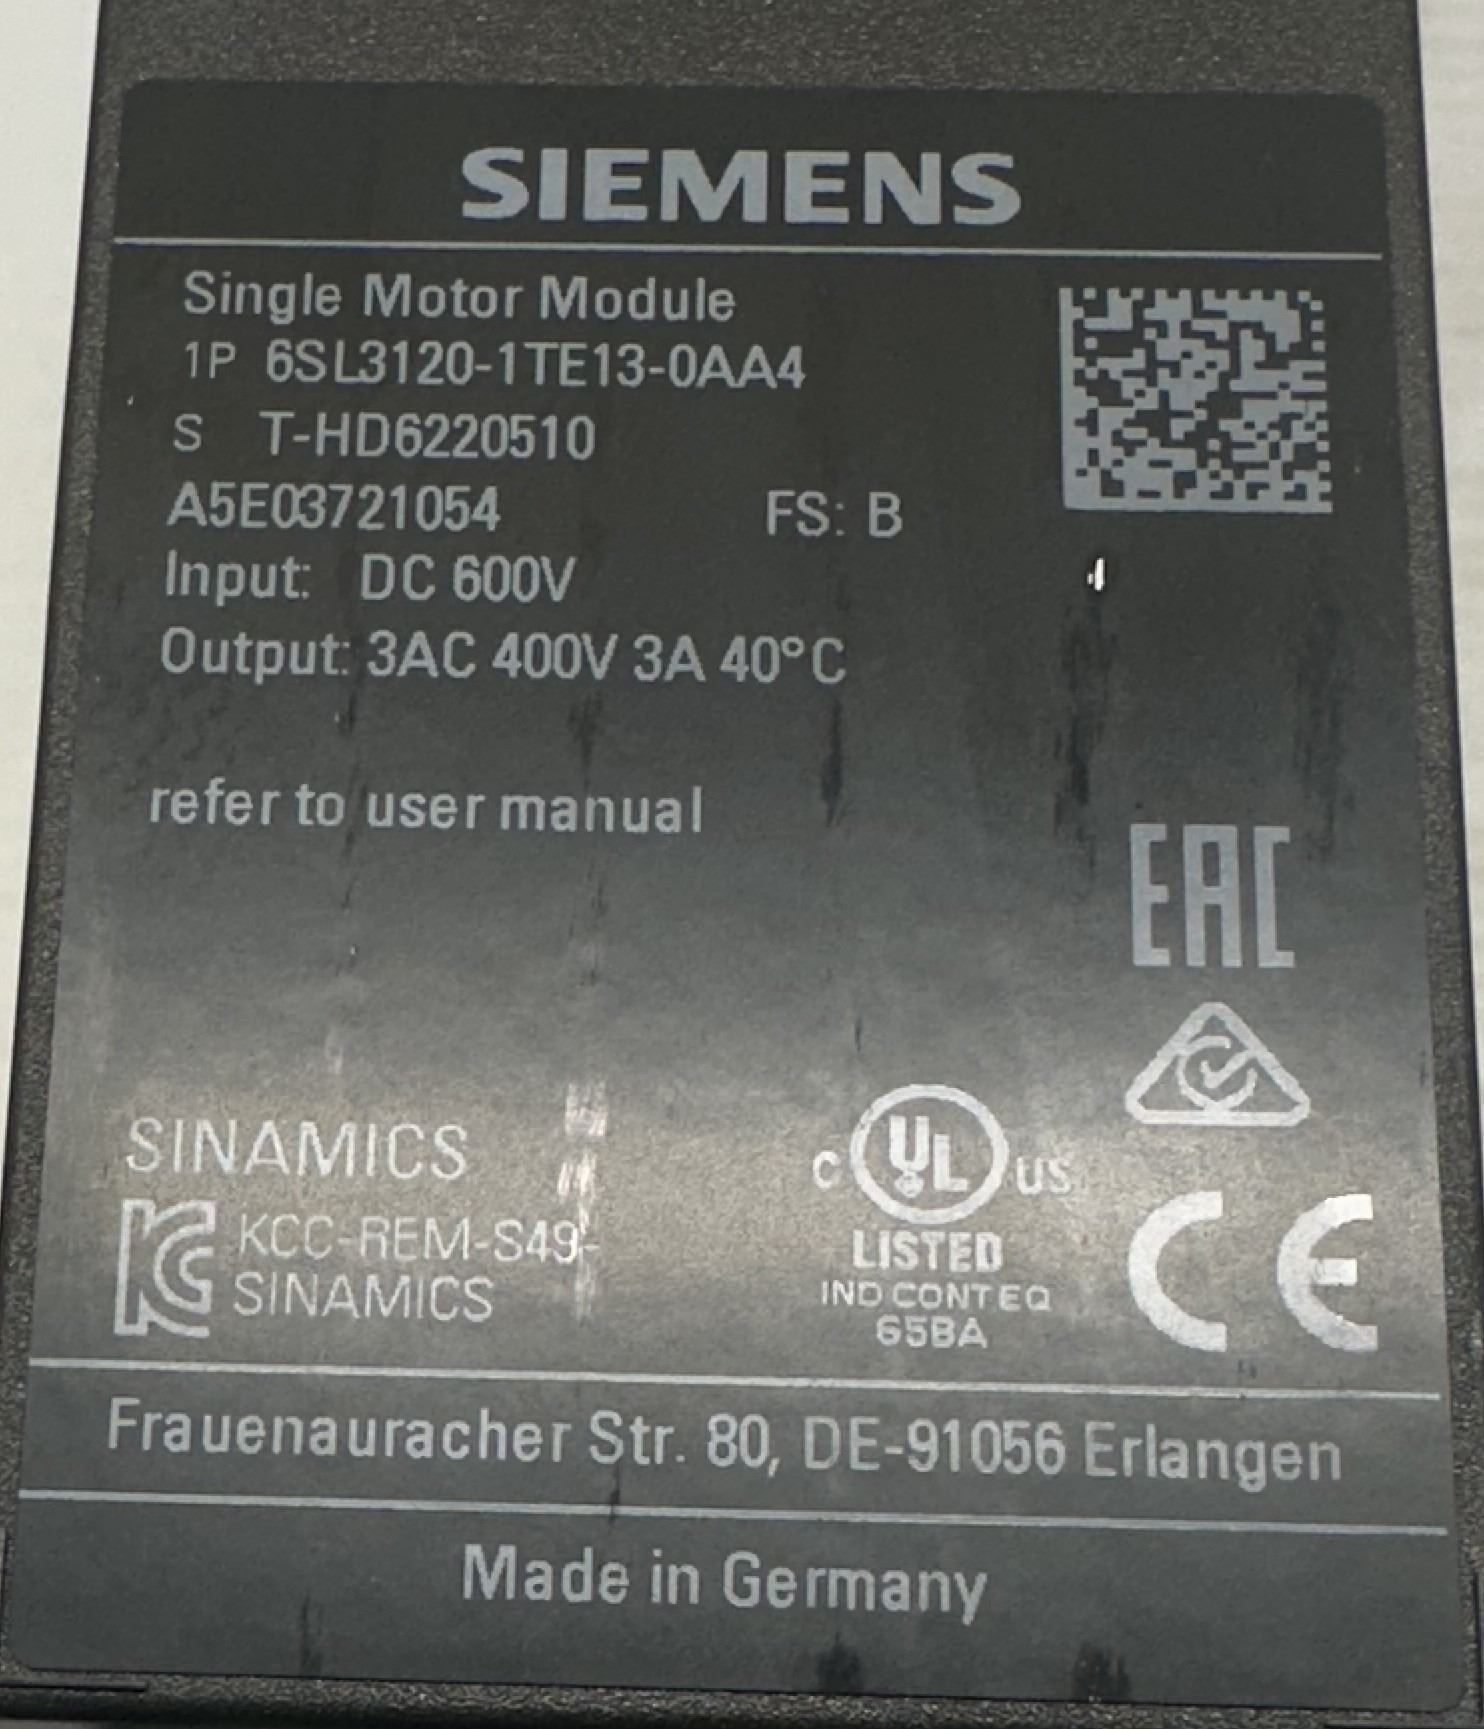 SIEMENS
Single Motor Module
1P 6SL3120-1TE13-0AA4
S T-HD6220510
A5E03721054 FS: B
Input: DC 600V
Output: 3AC 400V 3A 40°C
refer to user manual
EAC
SINAMICS
KCC-REM-S49-
SINAMICS
C UL US
LISTED
IND CONT EQ
65BA
CE
Frauenauracher Str. 80, DE-91056 Erlangen
Made in Germany